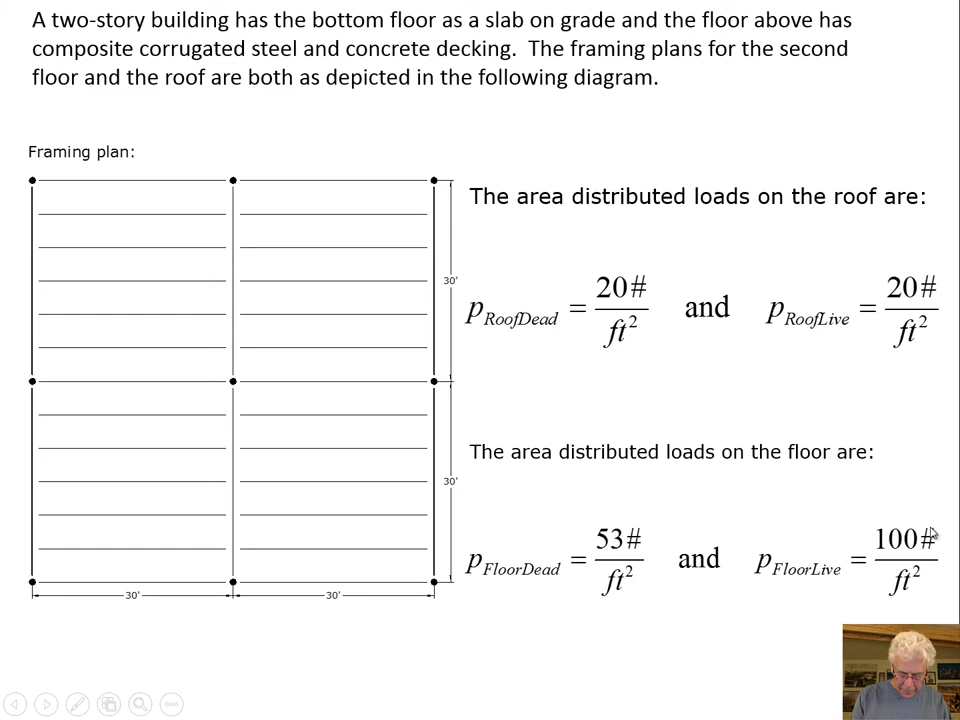 A two-story building has the bottom floor as a slab on grade and the floor above has
composite corrugated steel and concrete decking.  The framing plans for the second
floor and the roof are both as depicted in the following diagram.
Framing plan:
The area distributed loads on the roof are:
30'
p_RoofDead = 20# / ft² and p_RoofLive = 20# / ft²
The area distributed loads on the floor are:
30'
p_FloorDead = 53# / ft² and p_FloorLive = 100# / ft²
30' 30'